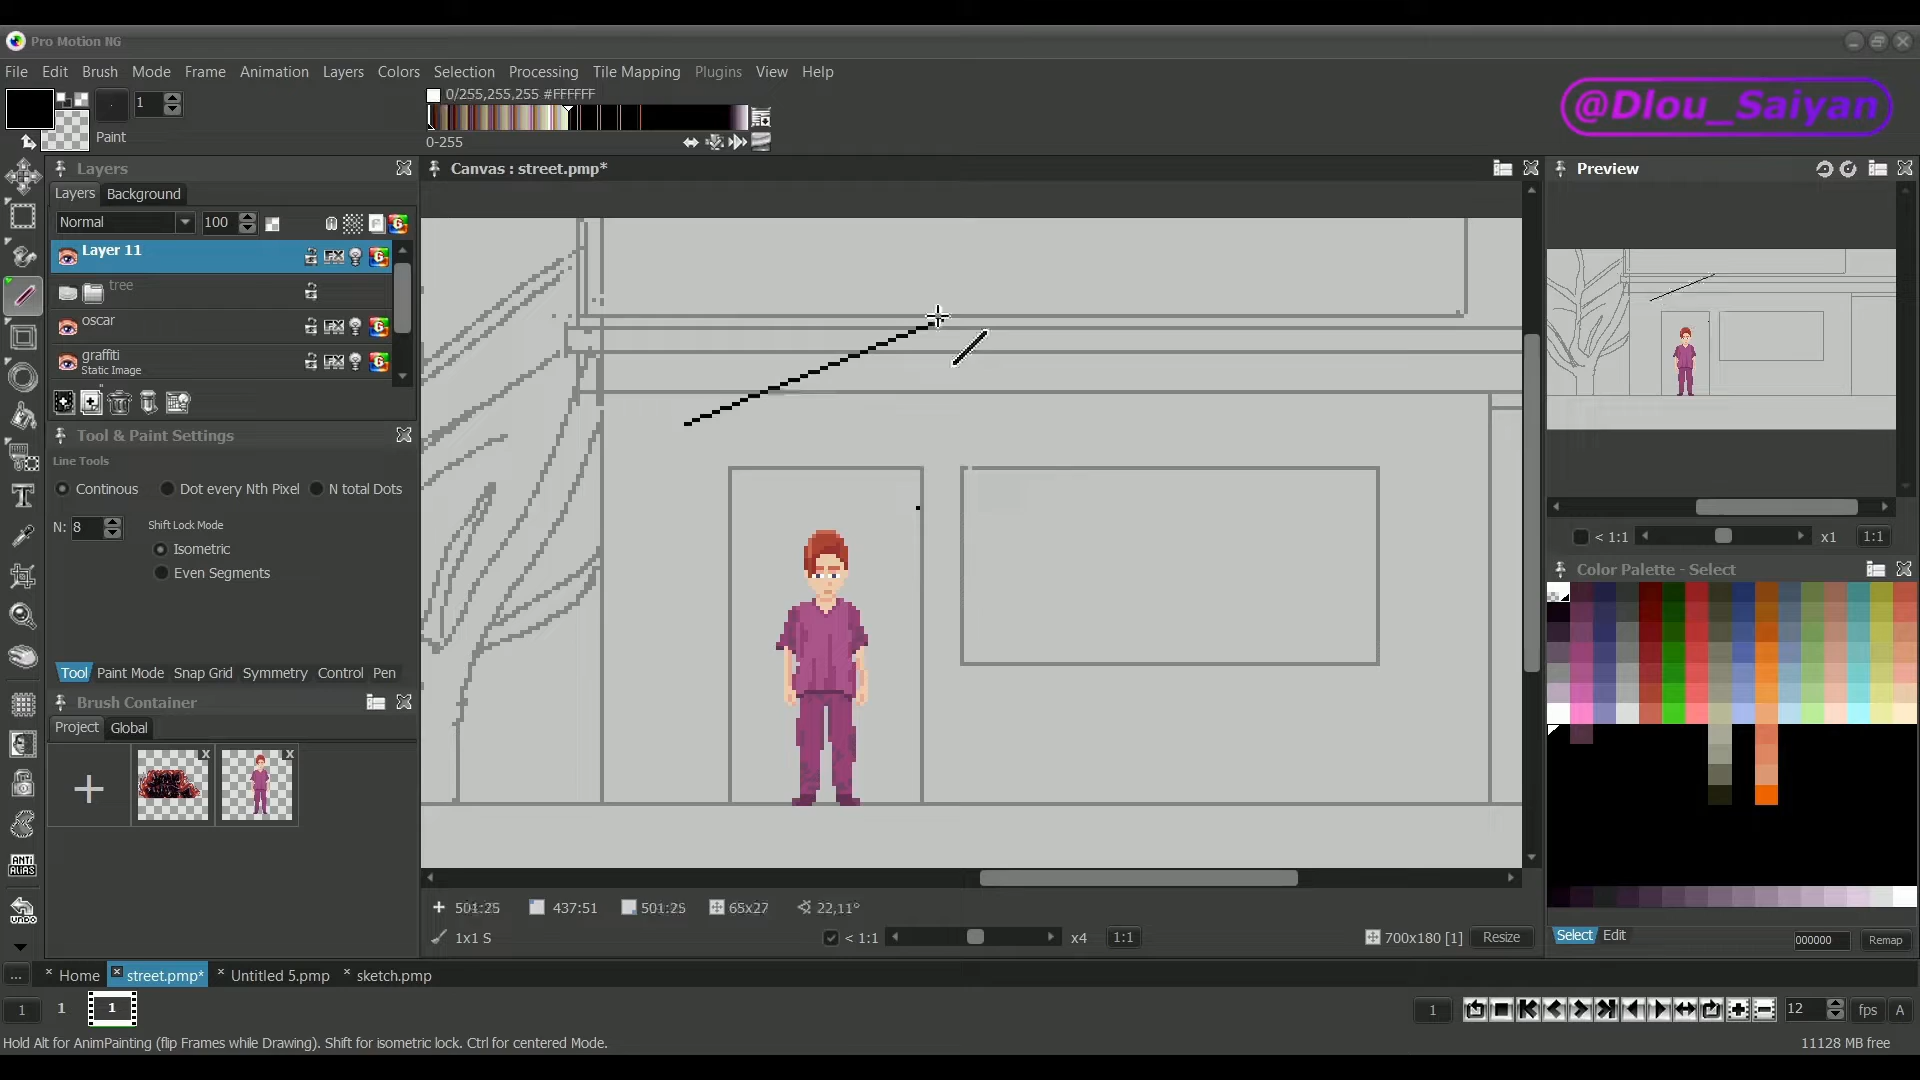 Pro Motion NG
File Edit Brush Mode Frame Animation Layers Colors Selection Processing Tile Mapping Plugins View Help
1
0/255,255,255 #FFFFFF
@Dlou_Saiyan
Paint
0-255
Layers
Canvas : street.pmp*
Preview
Layers Background
Normal 100
Layer 11
tree
oscar
graffiti
Static Image
Tool & Paint Settings
Line Tools
Continous Dot every Nth Pixel N total Dots
N: 8
Shift Lock Mode
Isometric
Even Segments
< 1:1 x1 1:1
Color Palette - Select
Tool Paint Mode Snap Grid Symmetry Control Pen
Brush Container
Project Global
x x
ANTI
ALIAS
UNDO
501:25 437:51 501:25 65x27 22,11°
1x1 S < 1:1 x4 1:1 700x180 [1] Resize
Select Edit 000000 Remap
... × Home × street.pmp* × Untitled 5.pmp × sketch.pmp
1 1 1 1 12 fps A
Hold Alt for AnimPainting (flip Frames while Drawing). Shift for isometric lock. Ctrl for centered Mode. 11128 MB free